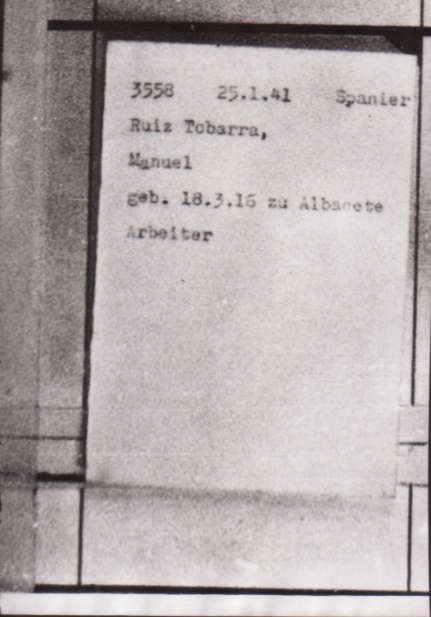 3558 25.1.41 Spanier
Ruiz Tobarra,
Manuel
geb. 18.3.16 zu Albacete
Arbeiter